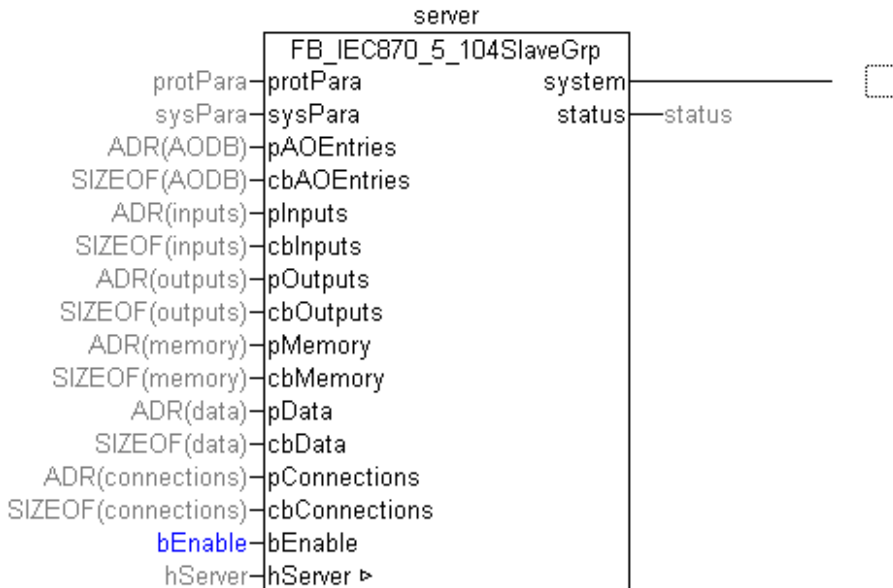 server
FB_IEC870_5_104SlaveGrp
protPara protPara system
sysPara sysPara status status
ADR(AODB) pAOEntries
SIZEOF(AODB) cbAOEntries
ADR(inputs) pInputs
SIZEOF(inputs) cbInputs
ADR(outputs) pOutputs
SIZEOF(outputs) cbOutputs
ADR(memory) pMemory
SIZEOF(memory) cbMemory
ADR(data) pData
SIZEOF(data) cbData
ADR(connections) pConnections
SIZEOF(connections) cbConnections
bEnable bEnable
hServer hServer ▹